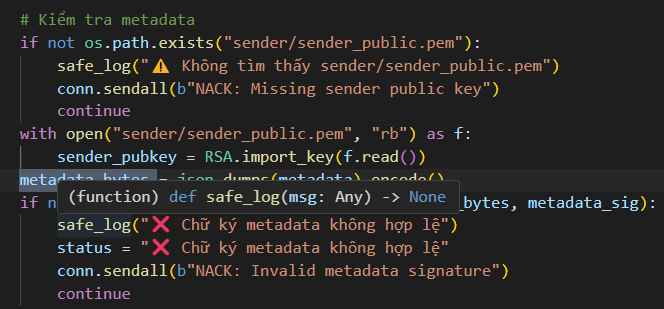 # Kiểm tra metadata
if not os.path.exists("sender/sender_public.pem"):
safe_log("⚠️ Không tìm thấy sender/sender_public.pem")
conn.sendall(b"NACK: Missing sender public key")
continue
with open("sender/sender_public.pem", "rb") as f:
sender_pubkey = RSA.import_key(f.read())
metadata_bytes = json.dumps(metadata).encode()
(function) def safe_log(msg: Any) -> None
if _bytes, metadata_sig):
safe_log("❌ Chữ ký metadata không hợp lệ")
status = "❌ Chữ ký metadata không hợp lệ"
conn.sendall(b"NACK: Invalid metadata signature")
continue